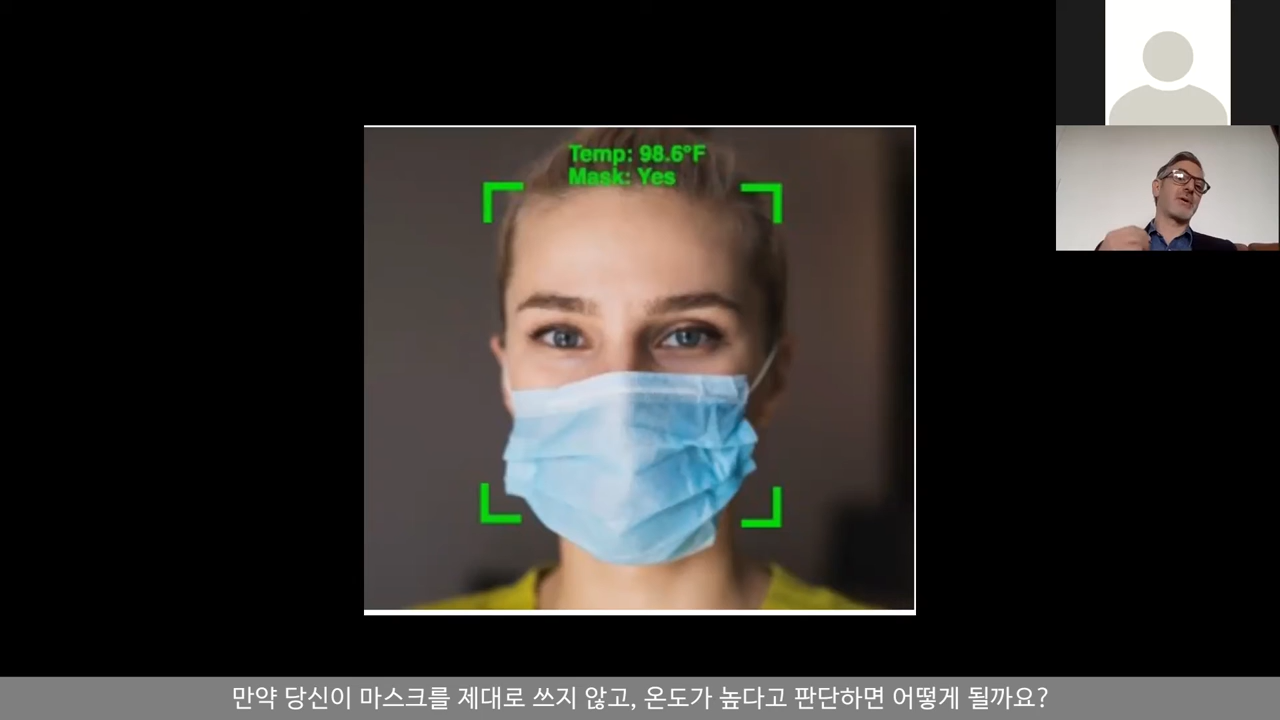 Temp: 98.6°F
Mask: Yes
만약 당신이 마스크를 제대로 쓰지 않고, 온도가 높다고 판단하면 어떻게 될까요?